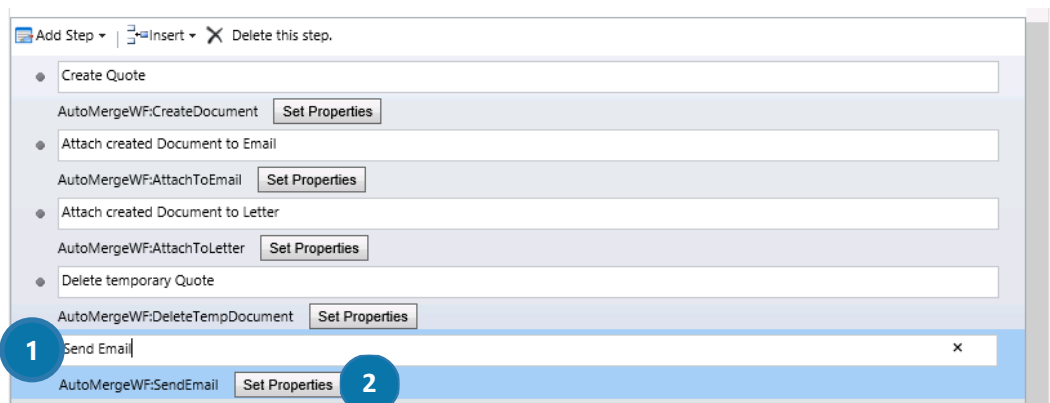 Add Step Insert Delete this step.
Create Quote
AutoMergeWF:CreateDocument Set Properties
Attach created Document to Email
AutoMergeWF:AttachToEmail Set Properties
Attach created Document to Letter
AutoMergeWF:AttachToLetter Set Properties
Delete temporary Quote
AutoMergeWF:DeleteTempDocument Set Properties
1 Send Email ×
AutoMergeWF:SendEmail Set Properties 2